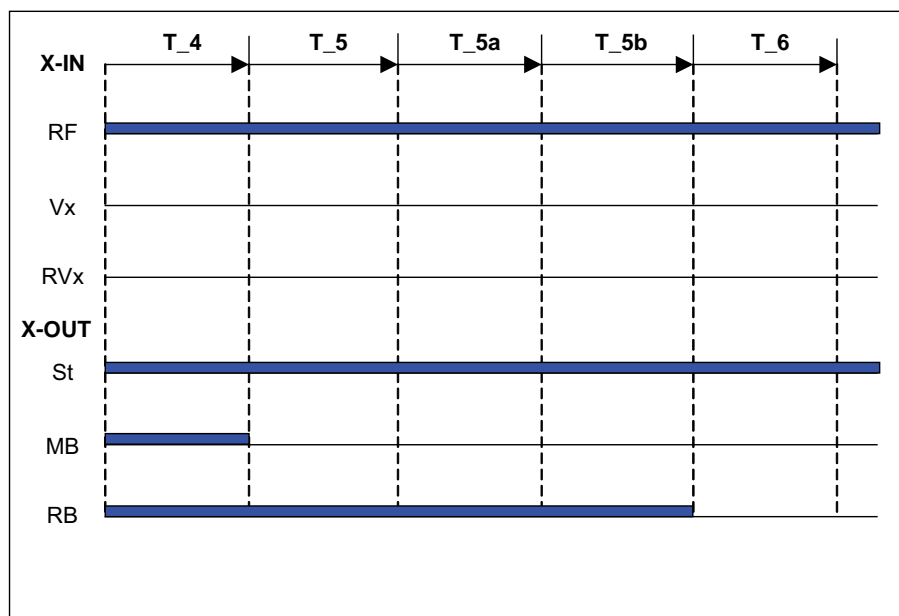 T_4 T_5 T_5a T_5b T_6
X-IN
RF
Vx
RVx
X-OUT
St
MB
RB